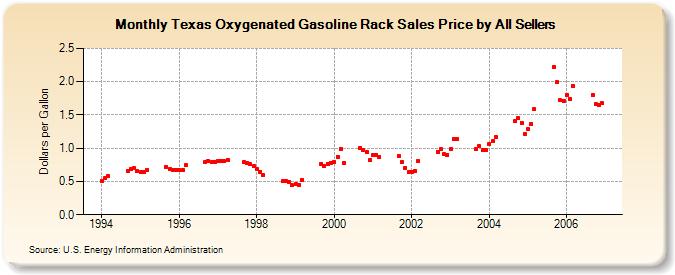 Monthly Texas Oxygenated Gasoline Rack Sales Price by All Sellers
Dollars per Gallon
2.5
2.0
1.5
1.0
0.5
0.0
1994 1996 1998 2000 2002 2004 2006
Source: U.S. Energy Information Administration